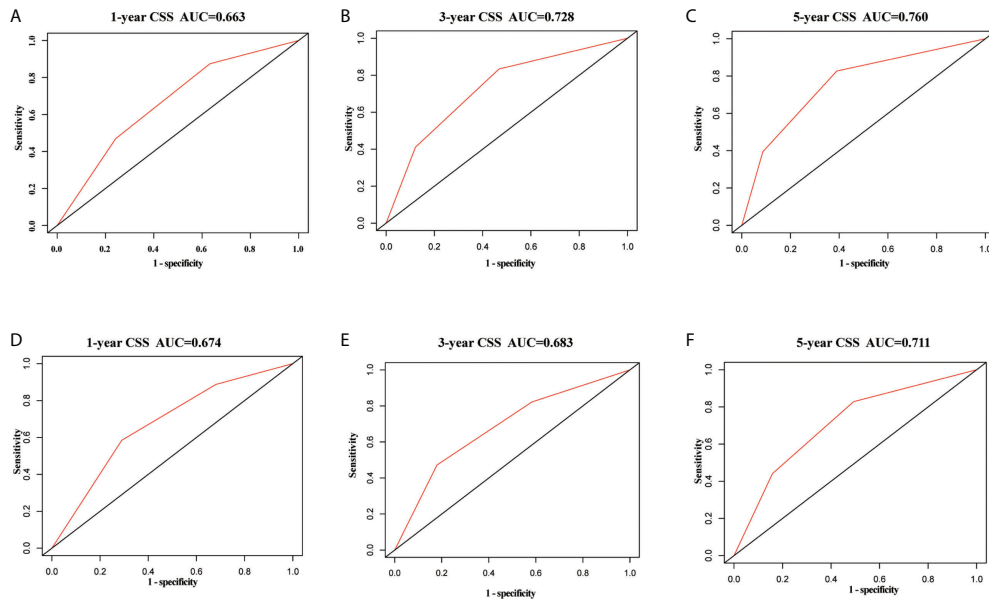 A
1-year CSS AUC=0.663
Sensitivity
1.0
0.8
0.6
0.4
0.2
0.0
0.0 0.2 0.4 0.6 0.8 1.0
1 - specificity
B
3-year CSS AUC=0.728
Sensitivity
1.0
0.8
0.6
0.4
0.2
0.0
0.0 0.2 0.4 0.6 0.8 1.0
1 - specificity
C
5-year CSS AUC=0.760
Sensitivity
1.0
0.8
0.6
0.4
0.2
0.0
0.0 0.2 0.4 0.6 0.8 1.0
1 - specificity
D
1-year CSS AUC=0.674
Sensitivity
1.0
0.8
0.6
0.4
0.2
0.0
0.0 0.2 0.4 0.6 0.8 1.0
1 - specificity
E
3-year CSS AUC=0.683
Sensitivity
1.0
0.8
0.6
0.4
0.2
0.0
0.0 0.2 0.4 0.6 0.8 1.0
1 - specificity
F
5-year CSS AUC=0.711
Sensitivity
1.0
0.8
0.6
0.4
0.2
0.0
0.0 0.2 0.4 0.6 0.8 1.0
1 - specificity